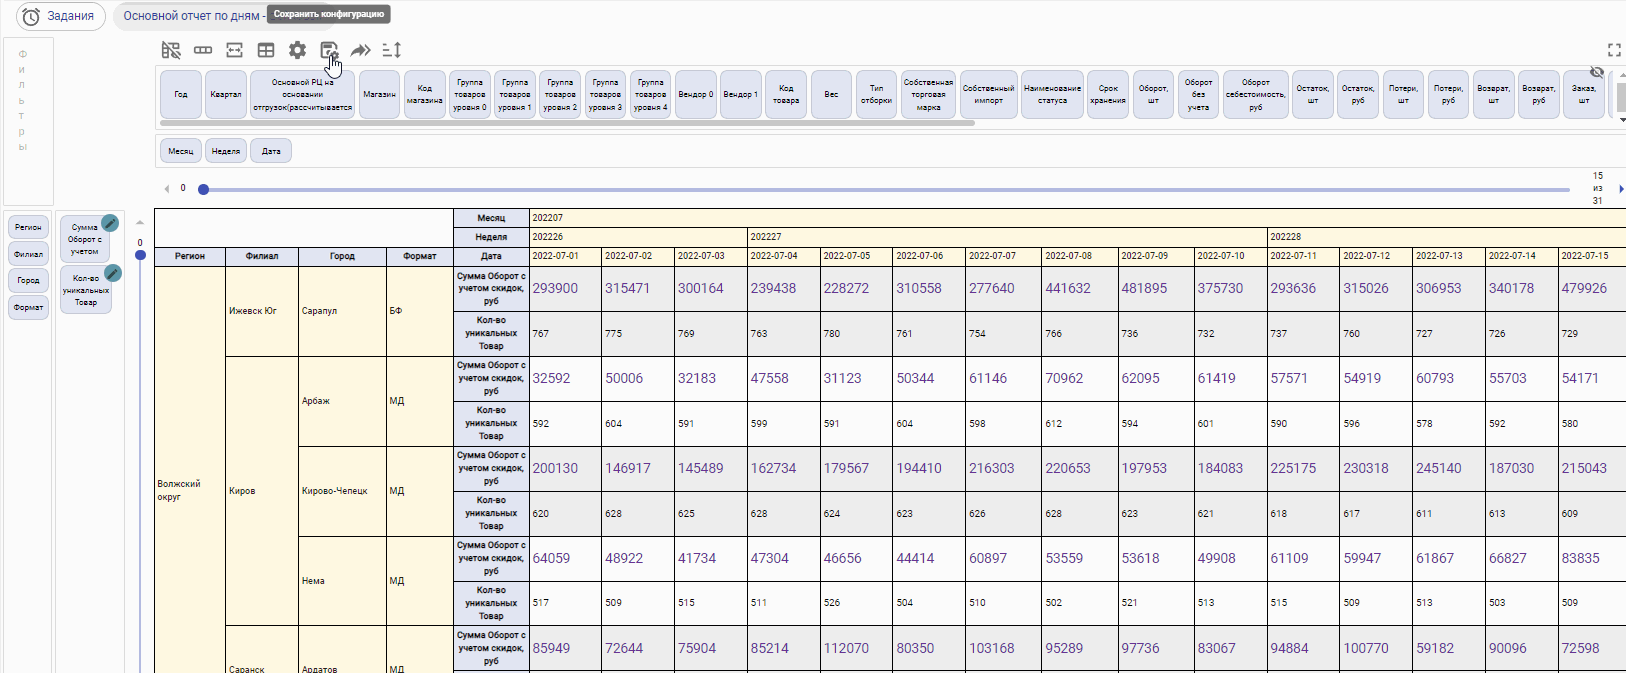 Задания
Основной отчет по дням -
Сохранить конфигурацию
Фильтры
Год
Квартал
Основной РЦ на основании отгрузок(рассчитывается
Магазин
Код магазина
Группа товаров уровня 0
Группа товаров уровня 1
Группа товаров уровня 2
Группа товаров уровня 3
Группа товаров уровня 4
Вендор 0
Вендор 1
Код товара
Вес
Тип отборки
Собственная торговая марка
Собственный импорт
Наименование статуса
Срок хранения
Оборот, шт
Оборот без учета
Оборот себестоимость, руб
Остаток, шт
Остаток, руб
Потери, шт
Потери, руб
Возврат, шт
Возврат, руб
Заказ, шт
Месяц Неделя Дата
0
15 из 31
Регион
Филиал
Город
Формат
Сумма Оборот с учетом
Кол-во уникальных Товар
0
Месяц 202207
Неделя 202226 202227 202228
Регион Филиал Город Формат Дата 2022-07-01 2022-07-02 2022-07-03 2022-07-04 2022-07-05 2022-07-06 2022-07-07 2022-07-08 2022-07-09 2022-07-10 2022-07-11 2022-07-12 2022-07-13 2022-07-14 2022-07-15
Волжский округ
Ижевск Юг Сарапул БФ
Сумма Оборот с учетом скидок, руб 293900 315471 300164 239438 228272 310558 277640 441632 481895 375730 293636 315026 306953 340178 479926
Кол-во уникальных Товар 767 775 769 763 780 761 754 766 736 732 737 760 727 726 729
Киров Арбаж МД
Сумма Оборот с учетом скидок, руб 32592 50006 32183 47558 31123 50344 61146 70962 62095 61419 57571 54919 60793 55703 54171
Кол-во уникальных Товар 592 604 591 599 591 604 598 612 594 601 590 596 578 592 580
Кирово-Чепецк МД
Сумма Оборот с учетом скидок, руб 200130 146917 145489 162734 179567 194410 216303 220653 197953 184083 225175 230318 245140 187030 215043
Кол-во уникальных Товар 620 628 625 628 624 623 626 628 623 621 618 617 611 613 609
Нема МД
Сумма Оборот с учетом скидок, руб 64059 48922 41734 47304 46656 44414 60897 53559 53618 49908 61109 59947 61867 66827 83835
Кол-во уникальных Товар 517 509 515 511 526 504 510 502 521 513 515 509 513 503 509
Саранск Ардатов МД
Сумма Оборот с учетом скидок, руб 85949 72644 75904 85214 112070 80350 103168 95289 97736 83067 94884 100770 59182 90096 72598